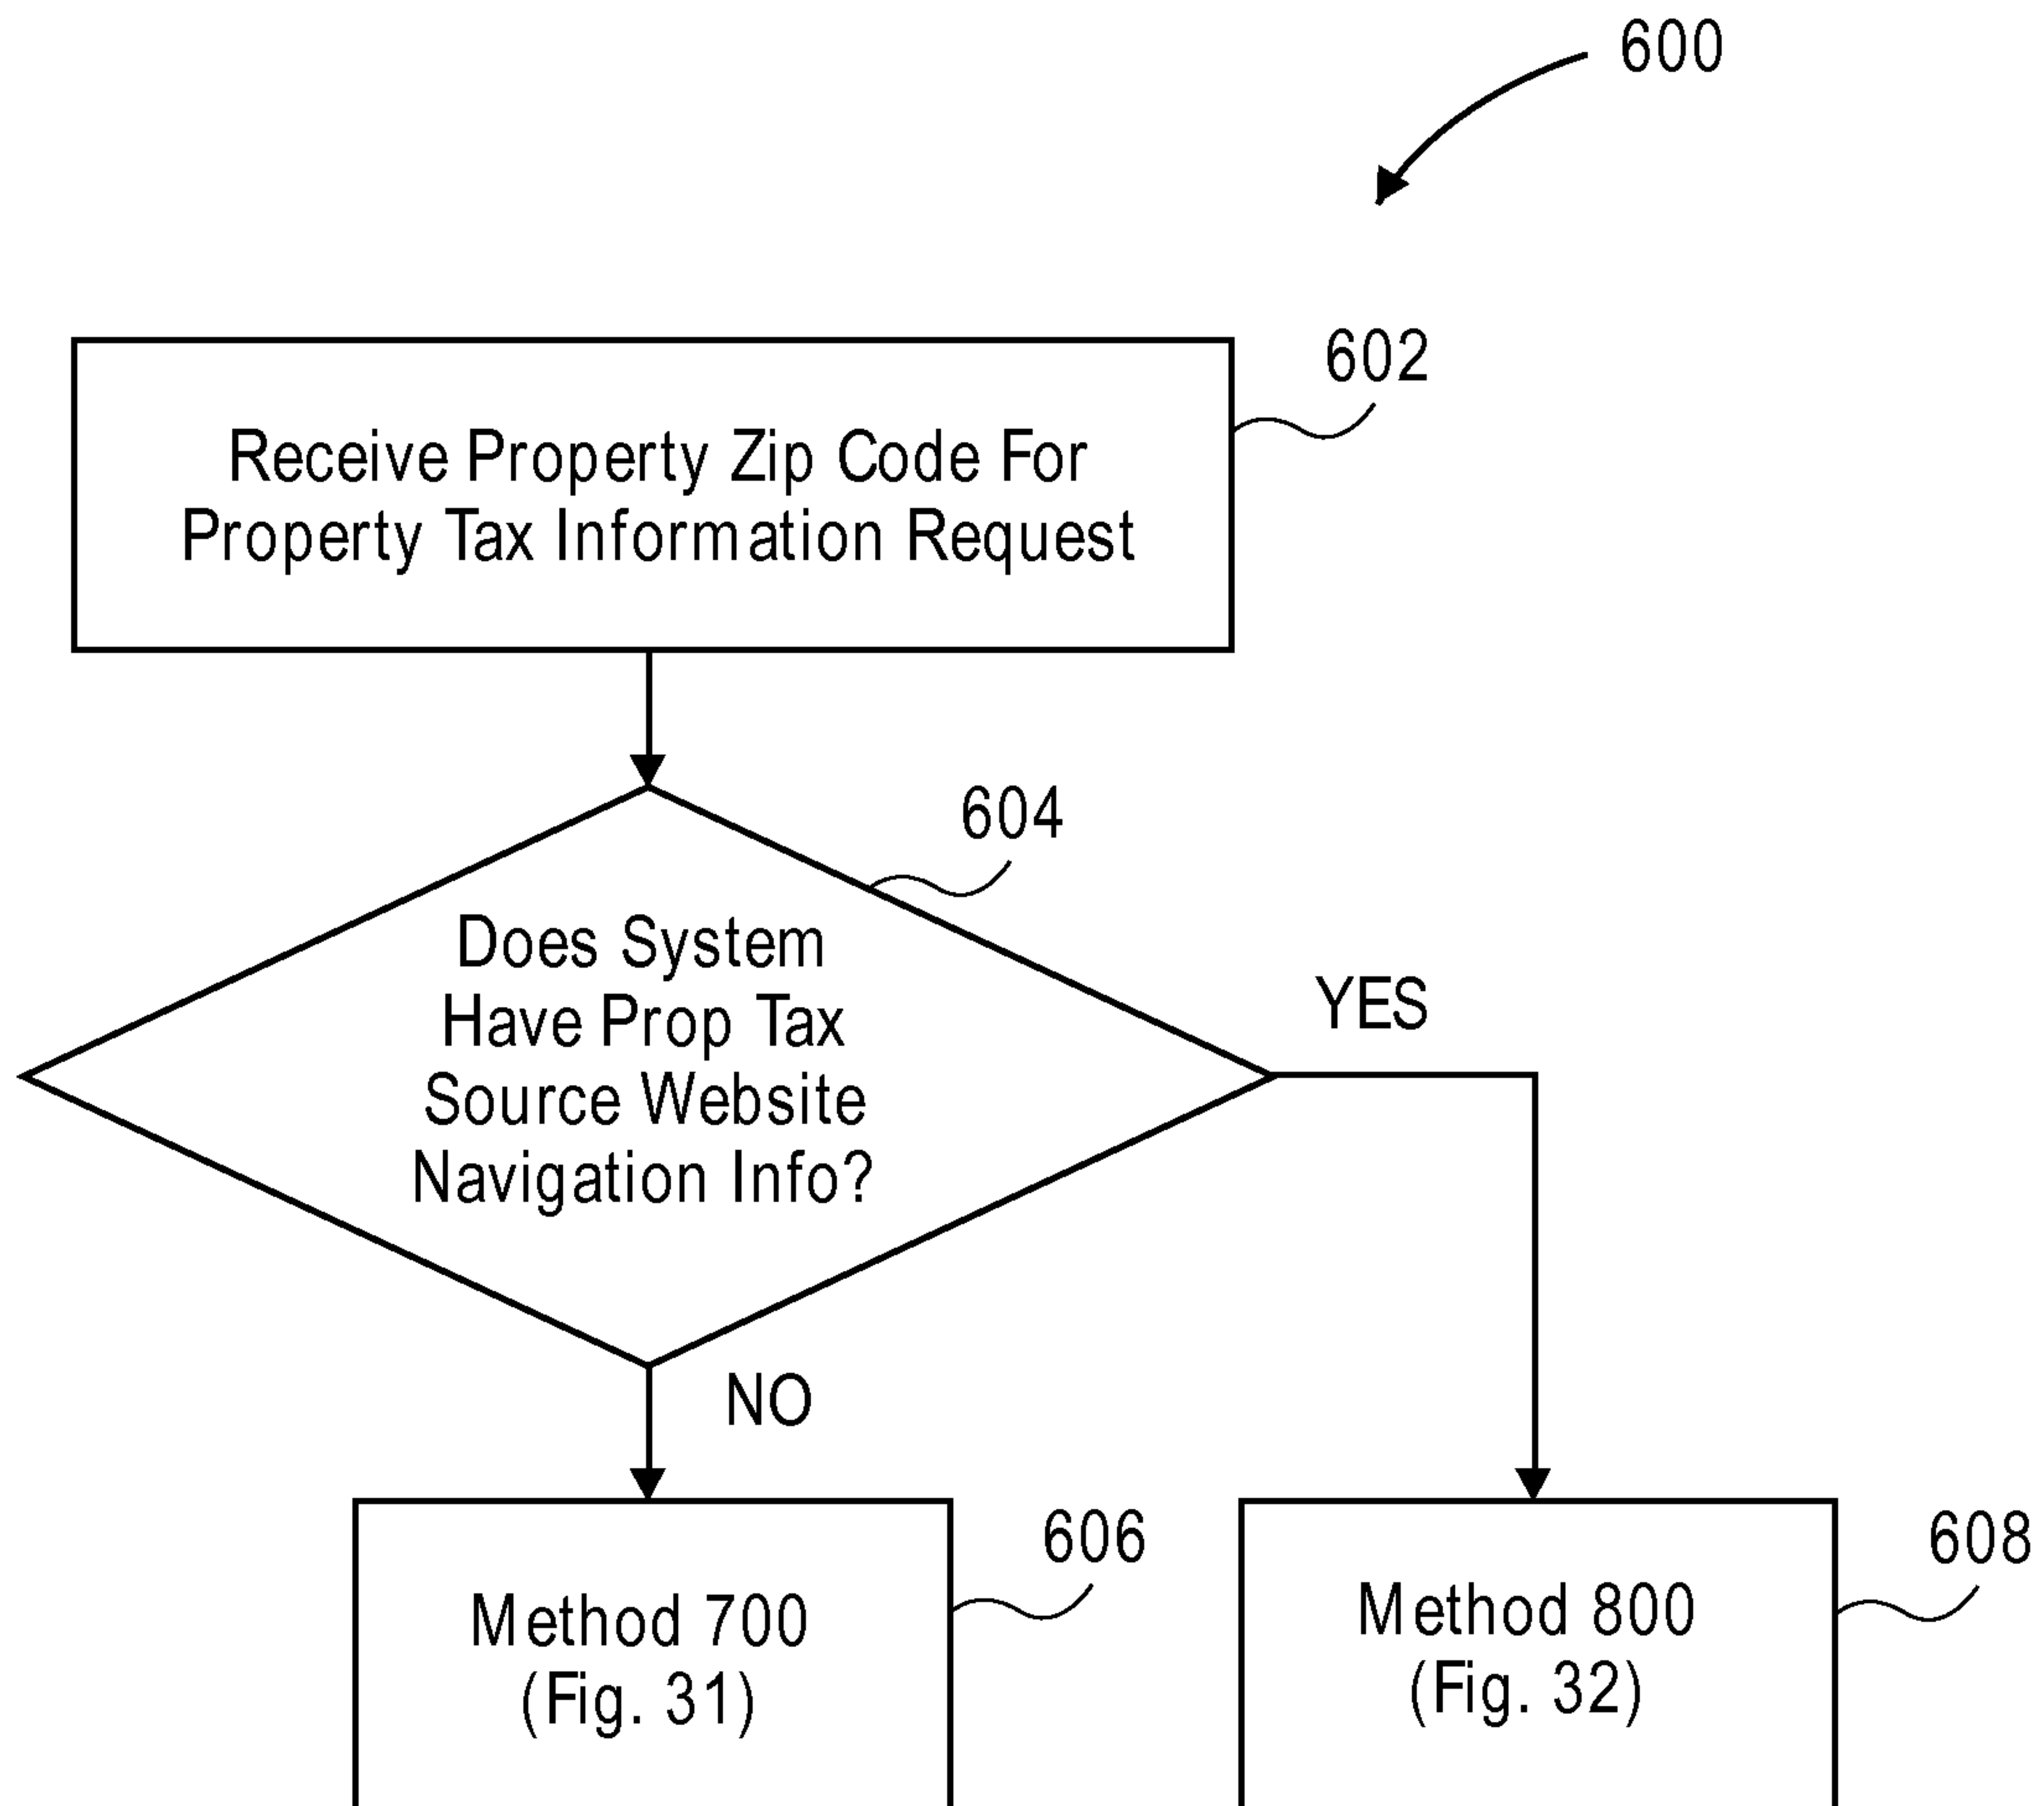 600
602
Receive Property Zip Code For
Property Tax Information Request
604
Does System
Have Prop Tax
Source Website
Navigation Info?
YES
NO
606
Method 700
(Fig. 31)
608
Method 800
(Fig. 32)